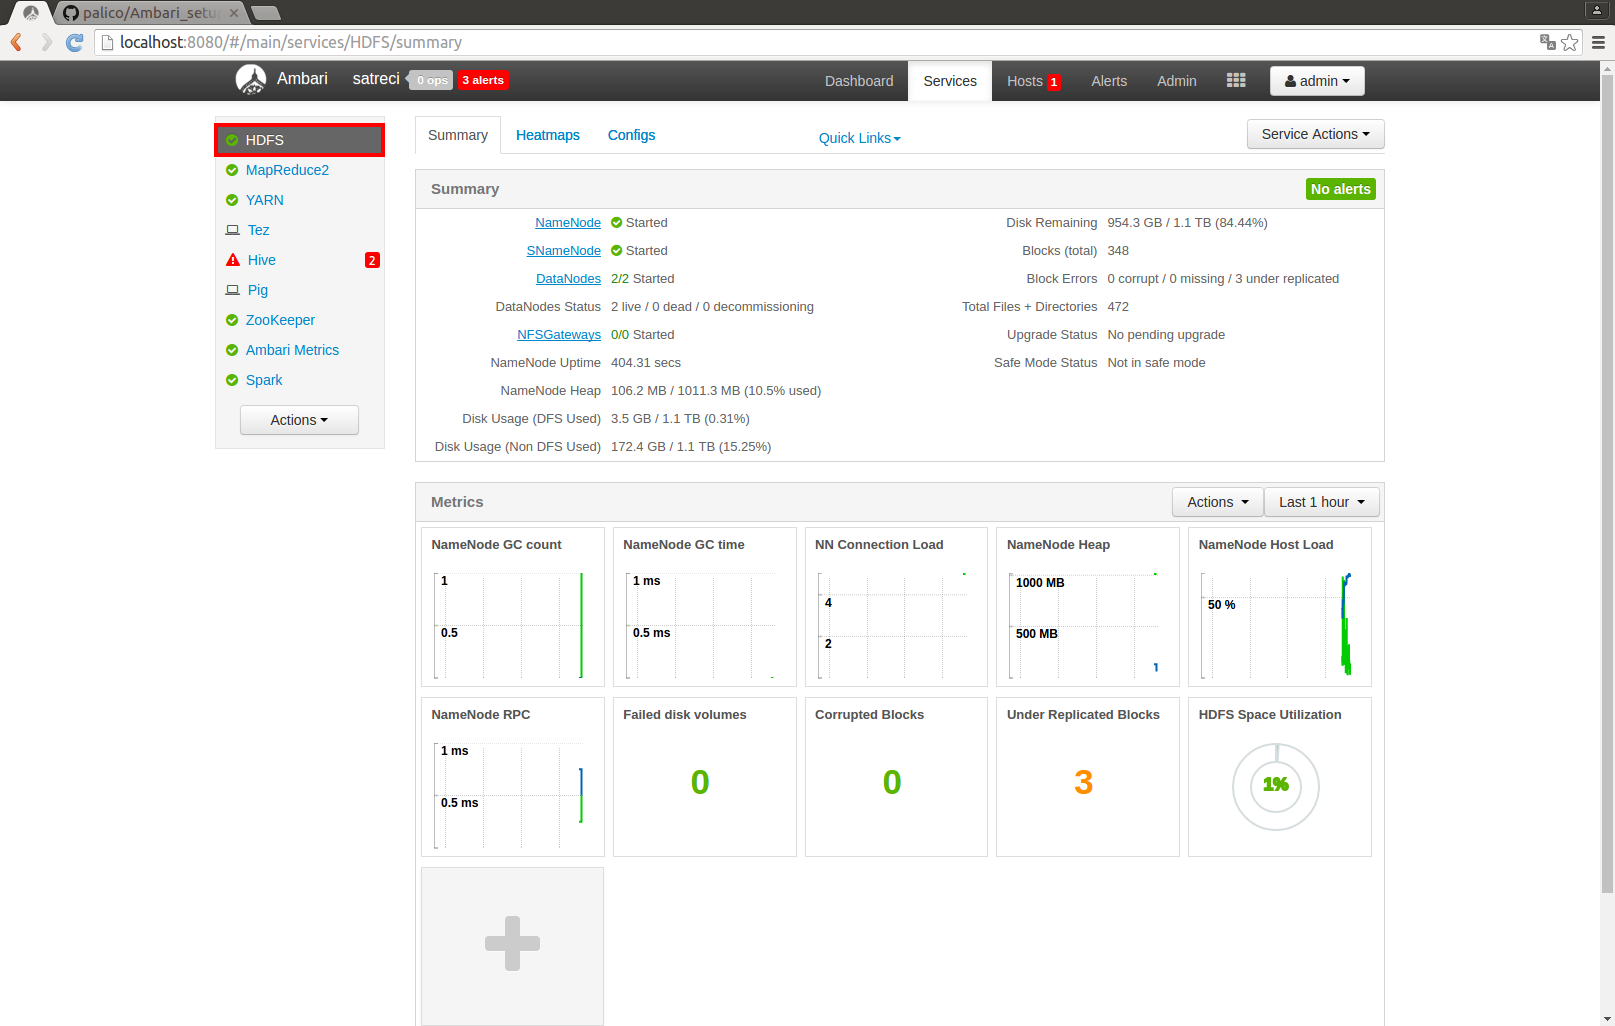 palico/Ambari_setu
localhost:8080/#/main/services/HDFS/summary
Ambari satreci 0 ops 3 alerts Dashboard Services Hosts 1 Alerts Admin admin
HDFS
MapReduce2
YARN
Tez
Hive 2
Pig
ZooKeeper
Ambari Metrics
Spark
Actions
Summary Heatmaps Configs Quick Links Service Actions
Summary No alerts
NameNode Started
SNameNode Started
DataNodes 2/2 Started
DataNodes Status 2 live / 0 dead / 0 decommissioning
NFSGateways 0/0 Started
NameNode Uptime 404.31 secs
NameNode Heap 106.2 MB / 1011.3 MB (10.5% used)
Disk Usage (DFS Used) 3.5 GB / 1.1 TB (0.31%)
Disk Usage (Non DFS Used) 172.4 GB / 1.1 TB (15.25%)
Disk Remaining 954.3 GB / 1.1 TB (84.44%)
Blocks (total) 348
Block Errors 0 corrupt / 0 missing / 3 under replicated
Total Files + Directories 472
Upgrade Status No pending upgrade
Safe Mode Status Not in safe mode
Metrics Actions Last 1 hour
NameNode GC count
1
0.5
NameNode GC time
1 ms
0.5 ms
NN Connection Load
4
2
NameNode Heap
1000 MB
500 MB
NameNode Host Load
50 %
NameNode RPC
1 ms
0.5 ms
Failed disk volumes
0
Corrupted Blocks
0
Under Replicated Blocks
3
HDFS Space Utilization
1%